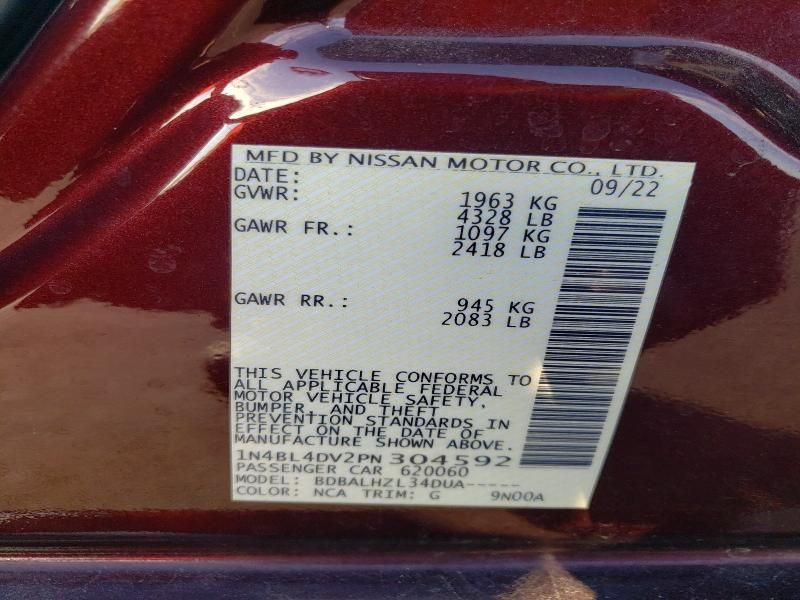 MFD BY NISSAN MOTOR CO., LTD.
DATE: 09/22
GVWR: 1963 KG
4328 LB
GAWR FR.: 1097 KG
2418 LB
GAWR RR.: 945 KG
2083 LB
THIS VEHICLE CONFORMS TO
ALL APPLICABLE FEDERAL
MOTOR VEHICLE SAFETY,
BUMPER, AND THEFT
PREVENTION STANDARDS IN
EFFECT ON THE DATE OF
MANUFACTURE SHOWN ABOVE.
1N4BL4DV2PN304592
PASSENGER CAR 620060
MODEL: BDBALHZL34DUA-----
COLOR: NCA TRIM: G 9N00A